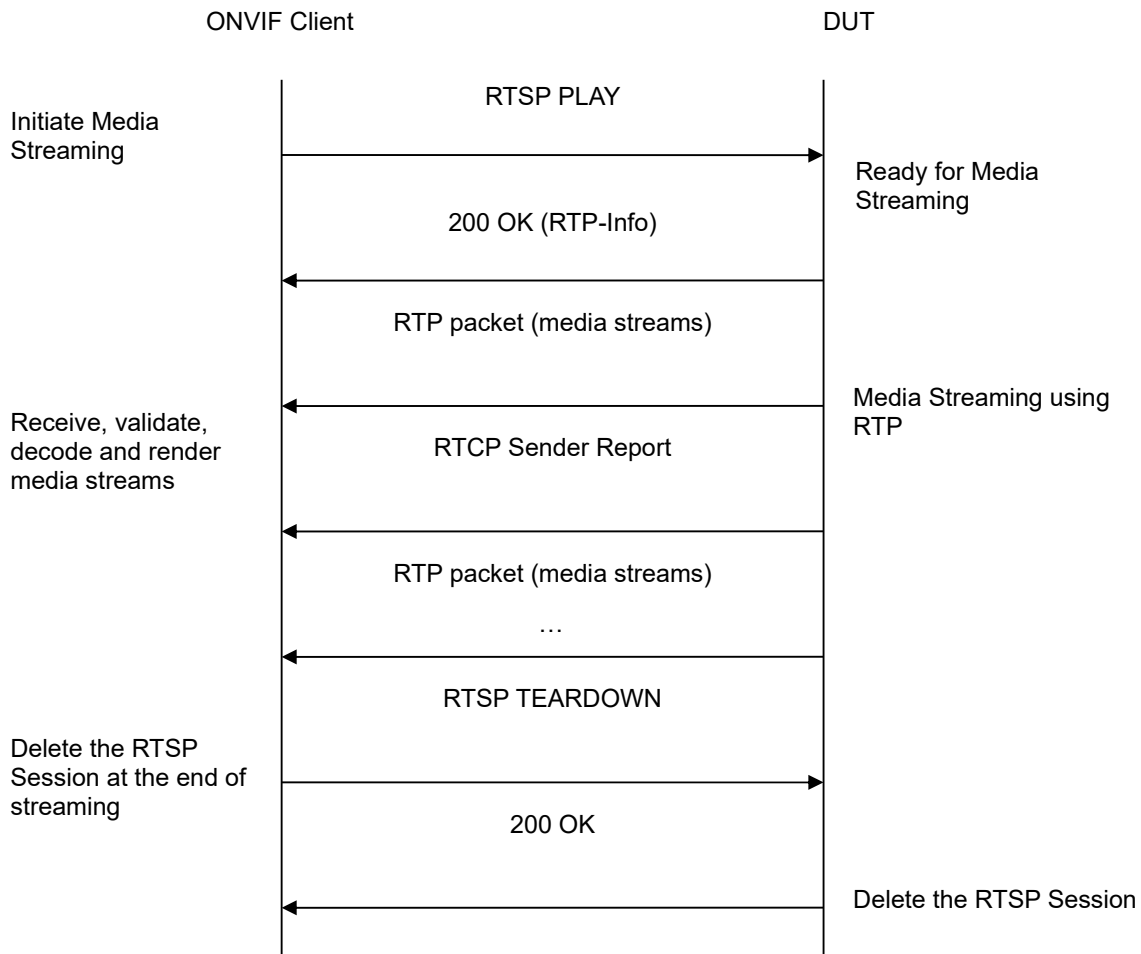 ONVIF Client
DUT
RTSP PLAY
Initiate Media
Streaming
Ready for Media
Streaming
200 OK (RTP-Info)
RTP packet (media streams)
Media Streaming using
RTP
Receive, validate,
decode and render
media streams
RTCP Sender Report
RTP packet (media streams)
…
RTSP TEARDOWN
Delete the RTSP
Session at the end of
streaming
200 OK
Delete the RTSP Session